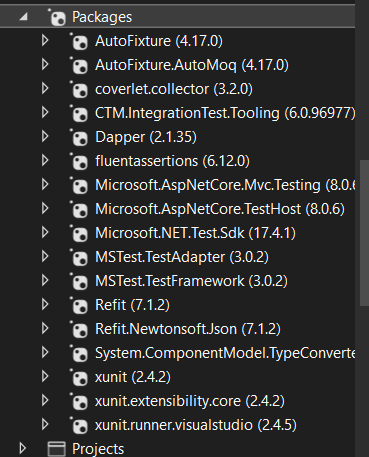 Packages
AutoFixture (4.17.0)
AutoFixture.AutoMoq (4.17.0)
coverlet.collector (3.2.0)
CTM.IntegrationTest.Tooling (6.0.96977)
Dapper (2.1.35)
fluentassertions (6.12.0)
Microsoft.AspNetCore.Mvc.Testing (8.0.6
Microsoft.AspNetCore.TestHost (8.0.6)
Microsoft.NET.Test.Sdk (17.4.1)
MSTest.TestAdapter (3.0.2)
MSTest.TestFramework (3.0.2)
Refit (7.1.2)
Refit.Newtonsoft.Json (7.1.2)
System.ComponentModel.TypeConverte
xunit (2.4.2)
xunit.extensibility.core (2.4.2)
xunit.runner.visualstudio (2.4.5)
Projects